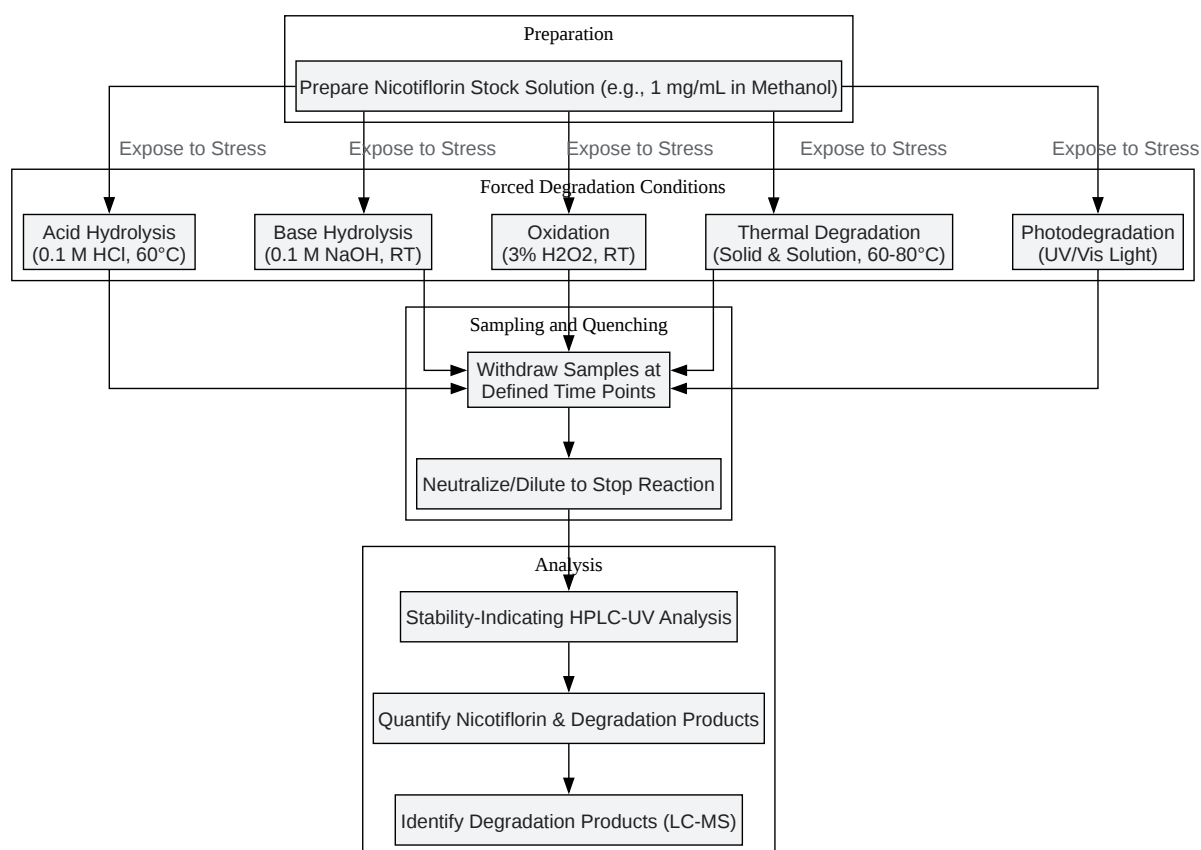 Preparation
Prepare Nicotiflorin Stock Solution (e.g., 1 mg/mL in Methanol)
Expose to Stress
Expose to Stress
Expose to Stress
Expose to Stress
Expose to Stress
Forced Degradation Conditions
Acid Hydrolysis
(0.1 M HCl, 60°C)
Base Hydrolysis
(0.1 M NaOH, RT)
Oxidation
(3% H2O2, RT)
Thermal Degradation
(Solid & Solution, 60-80°C)
Photodegradation
(UV/Vis Light)
Sampling and Quenching
Withdraw Samples at
Defined Time Points
Neutralize/Dilute to Stop Reaction
Analysis
Stability-Indicating HPLC-UV Analysis
Quantify Nicotiflorin & Degradation Products
Identify Degradation Products (LC-MS)